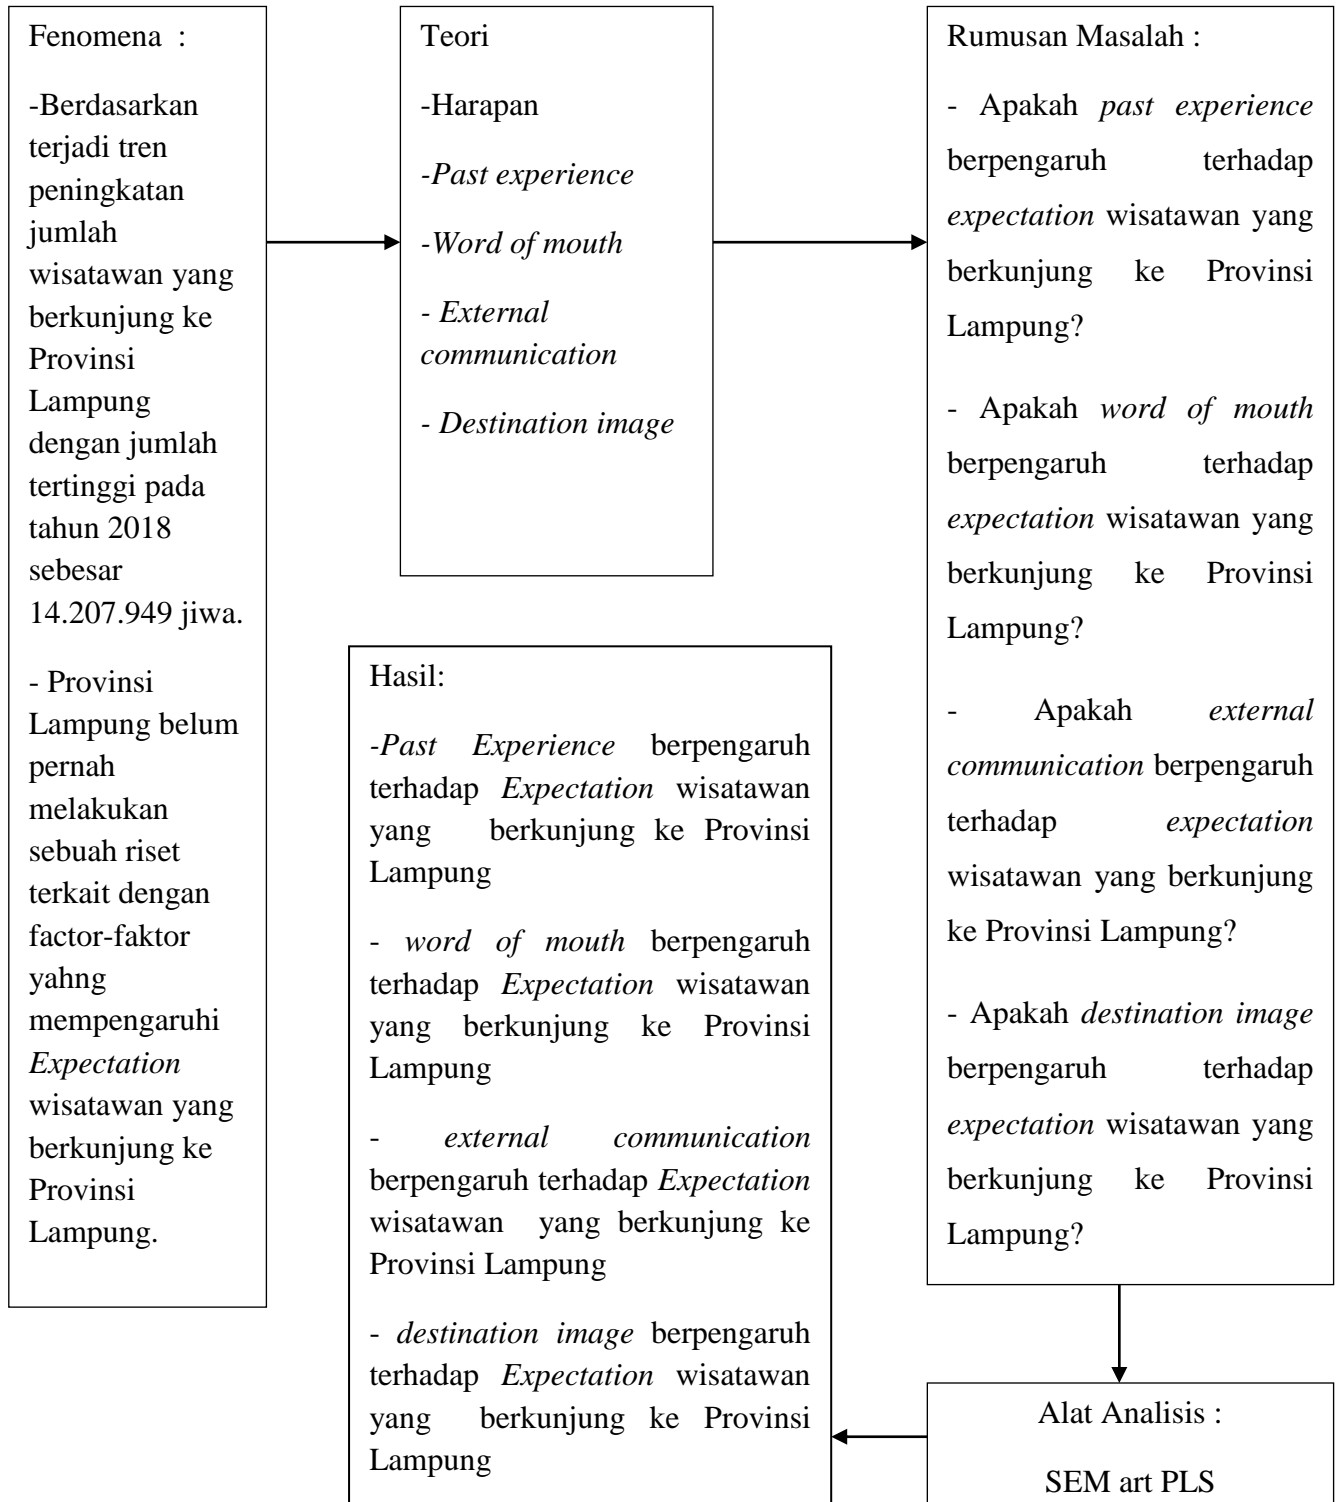 Fenomena :
-Berdasarkan
terjadi tren
peningkatan
jumlah
wisatawan yang
berkunjung ke
Provinsi
Lampung
dengan jumlah
tertinggi pada
tahun 2018
sebesar
14.207.949 jiwa.
- Provinsi
Lampung belum
pernah
melakukan
sebuah riset
terkait dengan
factor-faktor
yahng
mempengaruhi
Expectation
wisatawan yang
berkunjung ke
Provinsi
Lampung.
Teori
-Harapan
-Past experience
-Word of mouth
- External
communication
- Destination image
Rumusan Masalah :
- Apakah past experience
berpengaruh terhadap
expectation wisatawan yang
berkunjung ke Provinsi
Lampung?
- Apakah word of mouth
berpengaruh terhadap
expectation wisatawan yang
berkunjung ke Provinsi
Lampung?
- Apakah external
communication berpengaruh
terhadap expectation
wisatawan yang berkunjung
ke Provinsi Lampung?
- Apakah destination image
berpengaruh terhadap
expectation wisatawan yang
berkunjung ke Provinsi
Lampung?
Alat Analisis :
SEM art PLS
Hasil:
-Past Experience berpengaruh
terhadap Expectation wisatawan
yang berkunjung ke Provinsi
Lampung
- word of mouth berpengaruh
terhadap Expectation wisatawan
yang berkunjung ke Provinsi
Lampung
- external communication
berpengaruh terhadap Expectation
wisatawan yang berkunjung ke
Provinsi Lampung
- destination image berpengaruh
terhadap Expectation wisatawan
yang berkunjung ke Provinsi
Lampung